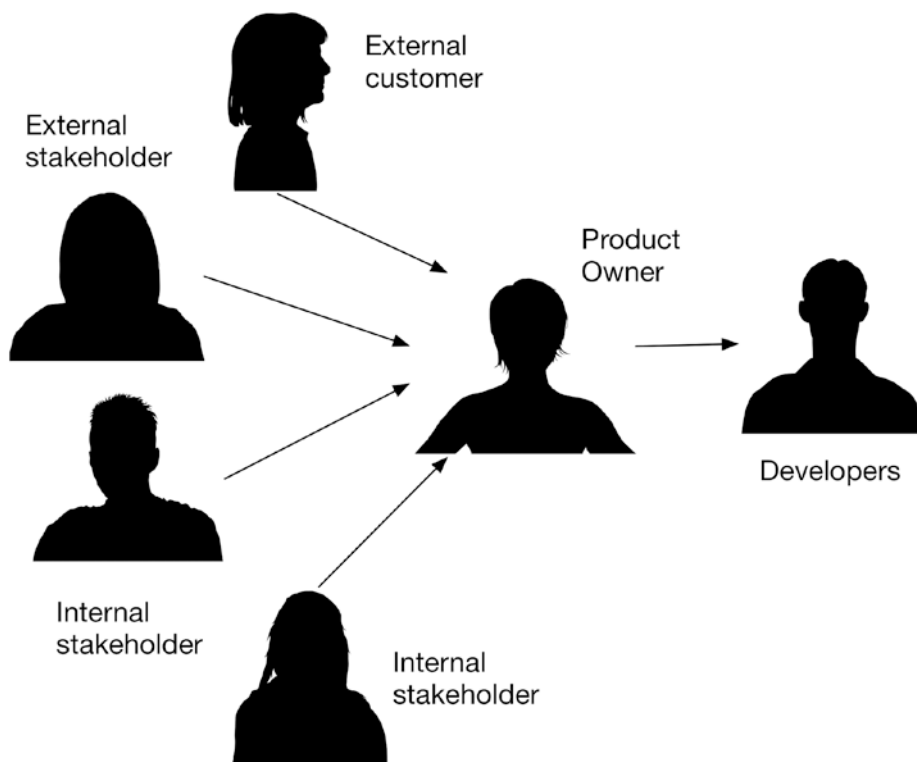 External
customer
External
stakeholder
Product
Owner
Developers
Internal
stakeholder
Internal
stakeholder